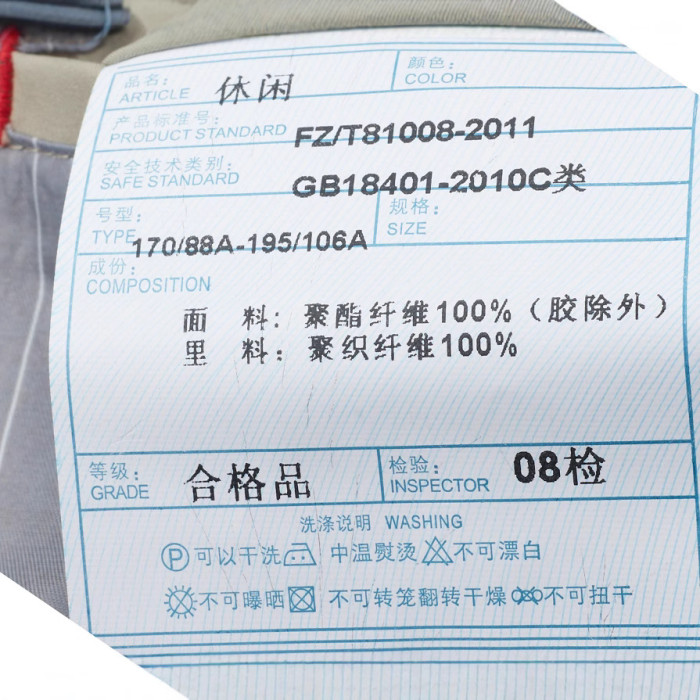 品名: 休闲 颜色:
ARTICLE COLOR
产品标准号:
PRODUCT STANDARD FZ/T81008-2011
安全技术类别:
SAFE STANDARD GB18401-2010C类
号型: 规格:
TYPE 170/88A-195/106A SIZE
成份:
COMPOSITION
面 料: 聚酯纤维100%(胶除外)
里 料: 聚织纤维100%
等级: 合格品 检验: 08检
GRADE INSPECTOR
洗涤说明 WASHING
P 可以干洗 中温熨烫 不可漂白
不可曝晒 不可转笼翻转干燥 不可扭干